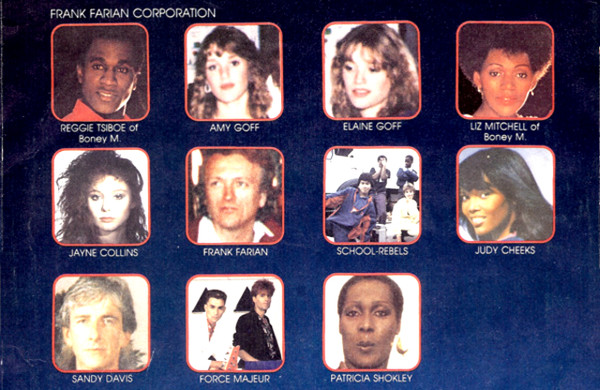 FRANK FARIAN CORPORATION
REGGIE TSIBOE of
Boney M.
AMY GOFF
ELAINE GOFF
LIZ MITCHELL of
Boney M.
JAYNE COLLINS
FRANK FARIAN
SCHOOL-REBELS
JUDY CHEEKS
SANDY DAVIS
FORCE MAJEUR
PATRICIA SHOKLEY